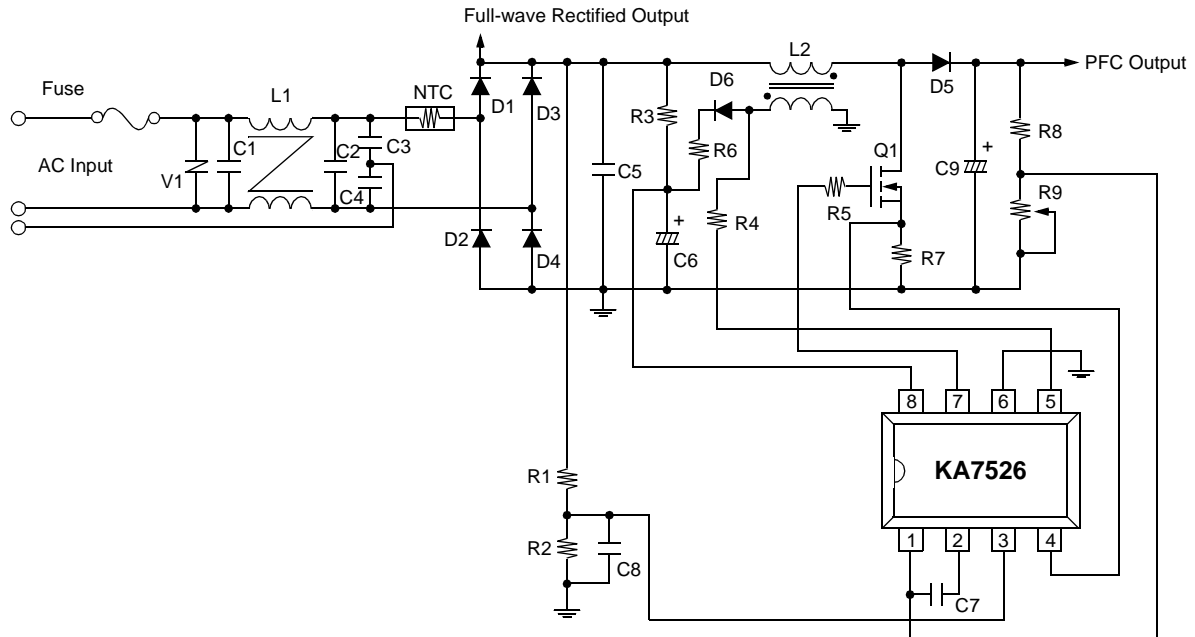 Full-wave Rectified Output
L2
PFC Output
D6
D5
Fuse
L1
NTC
D1
D3
R3
R8
C3
R6
Q1
+
AC Input
V1
C1
C2
C4
C5
C9
R9
R5
D2
D4
+
C6
R4
R7
8
7
6
5
KA7526
R1
R2
C8
1
2
3
4
C7